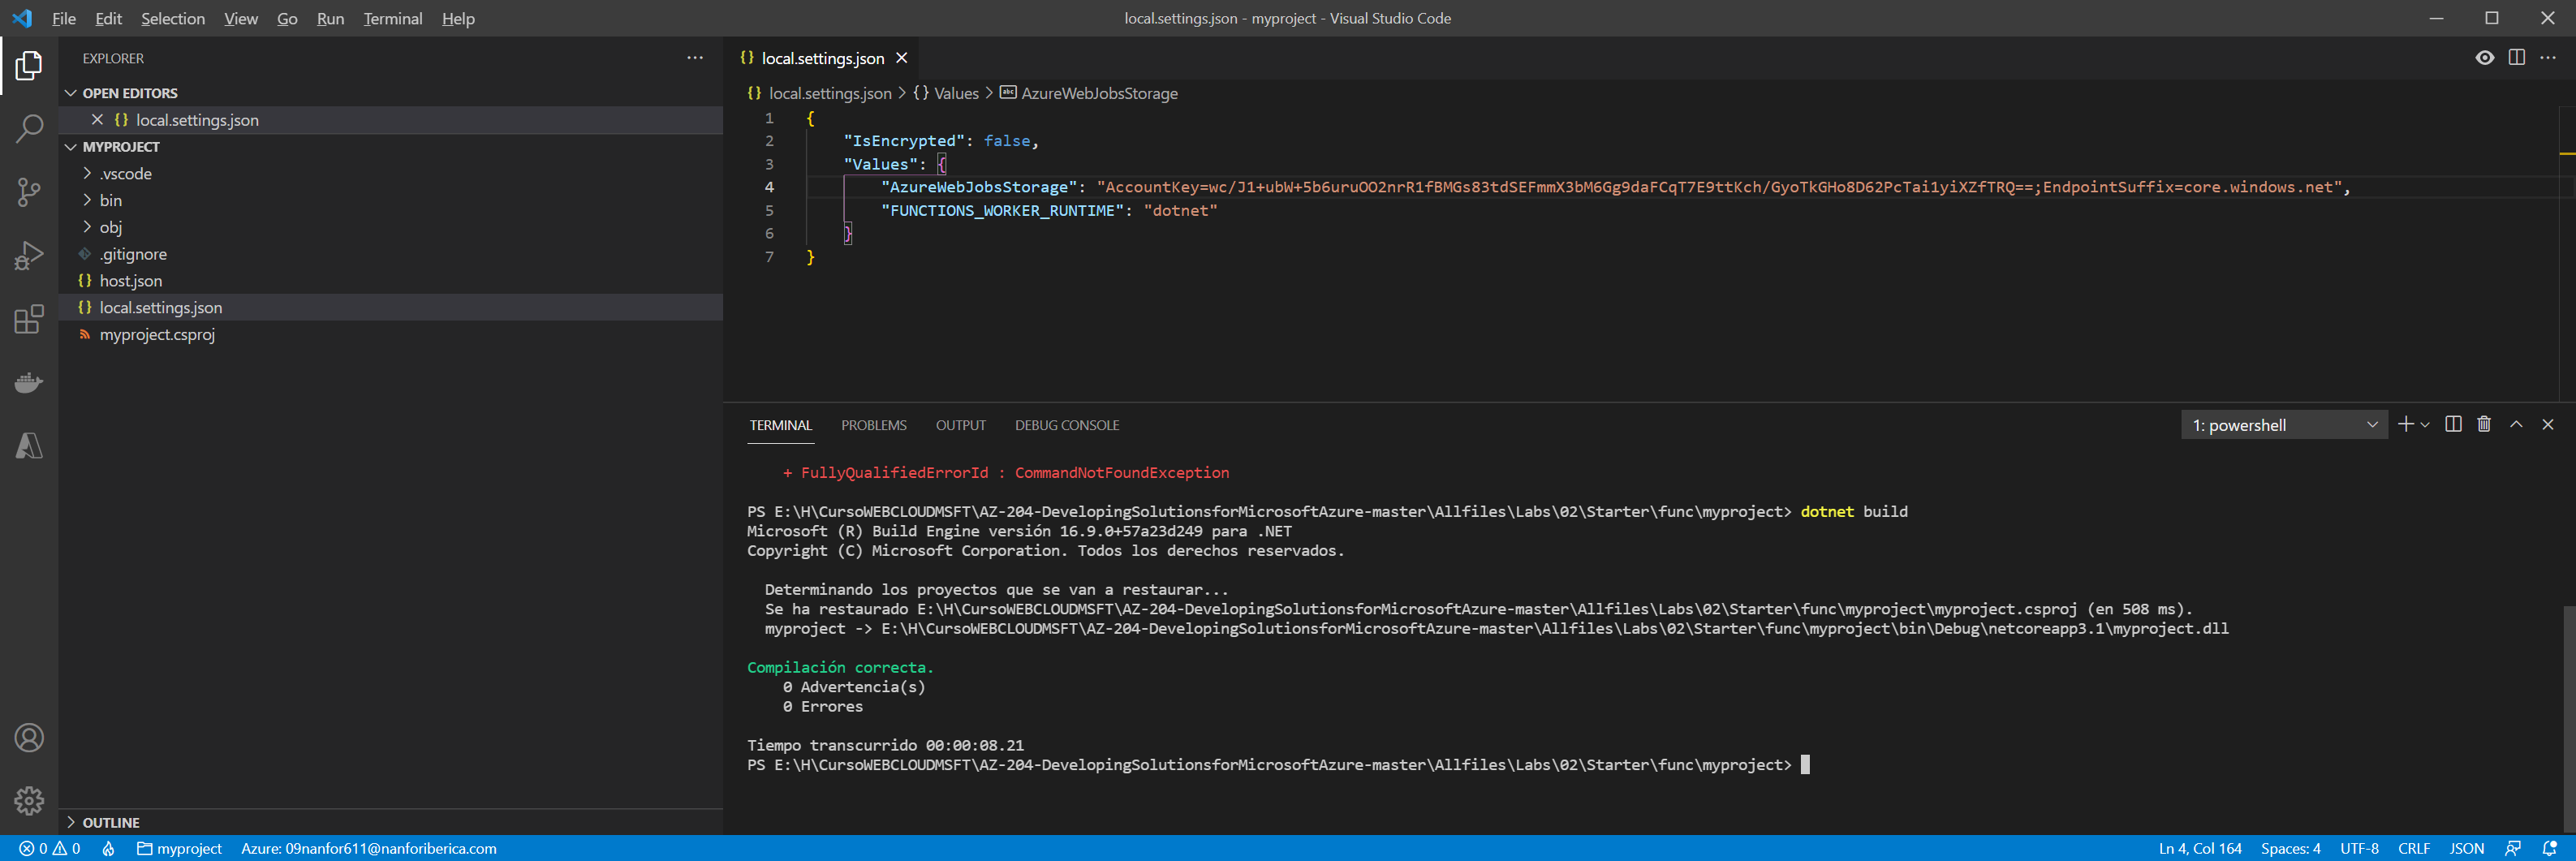 File Edit Selection View Go Run Terminal Help
local.settings.json - myproject - Visual Studio Code
EXPLORER
OPEN EDITORS
local.settings.json
MYPROJECT
.vscode
bin
obj
.gitignore
host.json
local.settings.json
myproject.csproj
OUTLINE
local.settings.json
local.settings.json > {} Values > abc AzureWebJobsStorage
1 {
2 "IsEncrypted": false,
3 "Values": {
4 "AzureWebJobsStorage": "AccountKey=wc/J1+ubW+5b6uruOO2nrR1fBMGs83tdSEFmmX3bM6Gg9daFCqT7E9ttKch/GyoTkGHo8D62PcTai1yiXZfTRQ==;EndpointSuffix=core.windows.net",
5 "FUNCTIONS_WORKER_RUNTIME": "dotnet"
6 }
7 }
TERMINAL PROBLEMS OUTPUT DEBUG CONSOLE
1: powershell
+ FullyQualifiedErrorId : CommandNotFoundException
PS E:\H\CursoWEBCLOUDMSFT\AZ-204-DevelopingSolutionsforMicrosoftAzure-master\Allfiles\Labs\02\Starter\func\myproject> dotnet build
Microsoft (R) Build Engine versión 16.9.0+57a23d249 para .NET
Copyright (C) Microsoft Corporation. Todos los derechos reservados.
Determinando los proyectos que se van a restaurar...
Se ha restaurado E:\H\CursoWEBCLOUDMSFT\AZ-204-DevelopingSolutionsforMicrosoftAzure-master\Allfiles\Labs\02\Starter\func\myproject\myproject.csproj (en 508 ms).
myproject -> E:\H\CursoWEBCLOUDMSFT\AZ-204-DevelopingSolutionsforMicrosoftAzure-master\Allfiles\Labs\02\Starter\func\myproject\bin\Debug\netcoreapp3.1\myproject.dll
Compilación correcta.
0 Advertencia(s)
0 Errores
Tiempo transcurrido 00:00:08.21
PS E:\H\CursoWEBCLOUDMSFT\AZ-204-DevelopingSolutionsforMicrosoftAzure-master\Allfiles\Labs\02\Starter\func\myproject>
0 0 myproject Azure: 09nanfor611@nanforiberica.com
Ln 4, Col 164 Spaces: 4 UTF-8 CRLF JSON